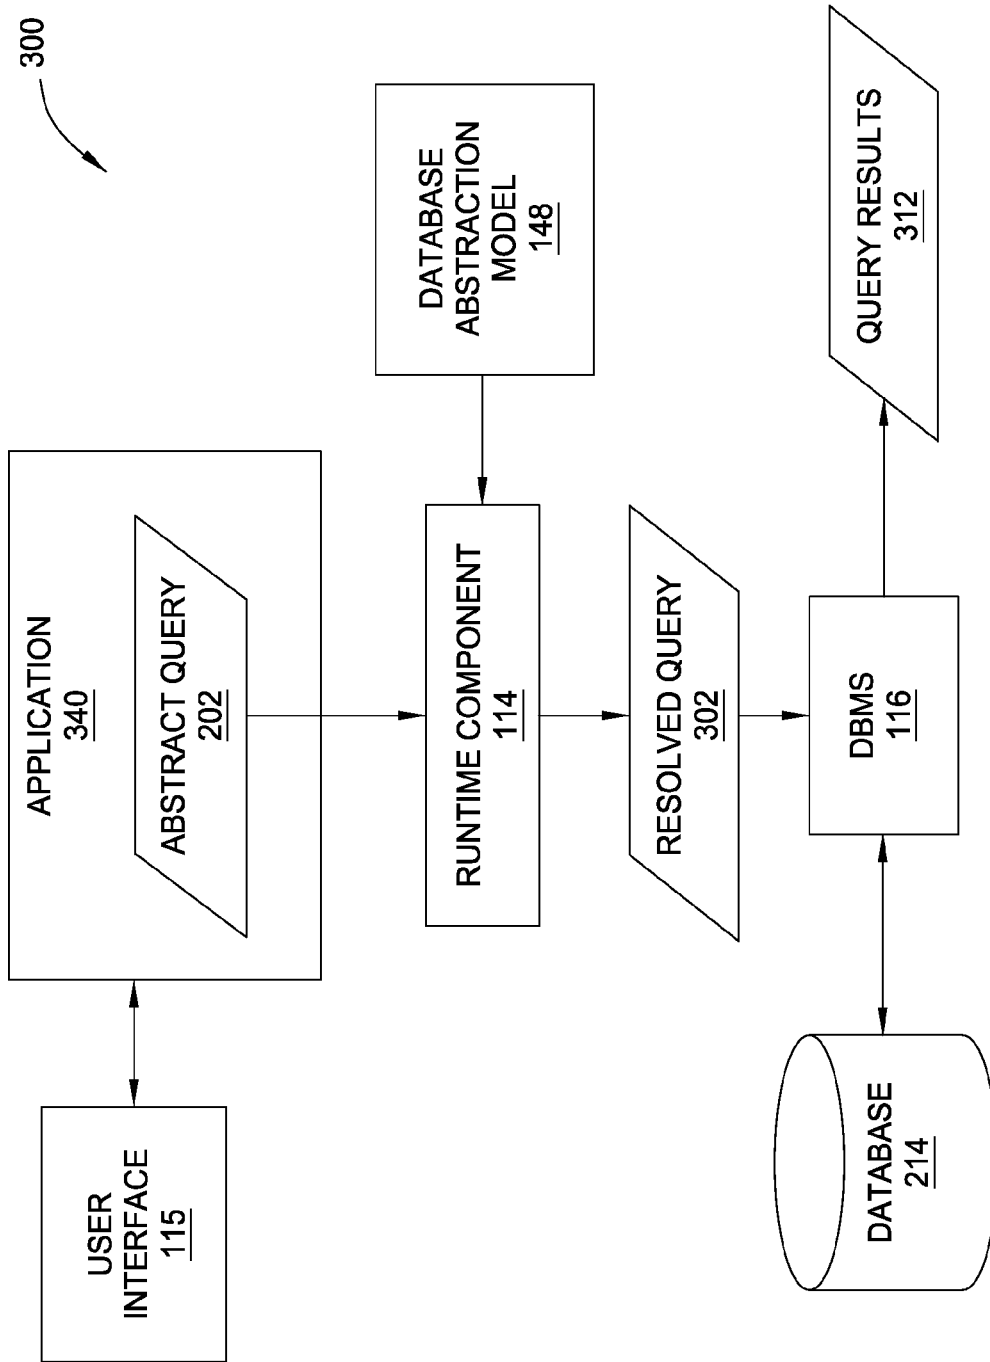 300
APPLICATION
340
ABSTRACT QUERY
202
USER
INTERFACE
115
RUNTIME COMPONENT
114
DATABASE
ABSTRACTION
MODEL
148
RESOLVED QUERY
302
DATABASE
214
DBMS
116
QUERY RESULTS
312